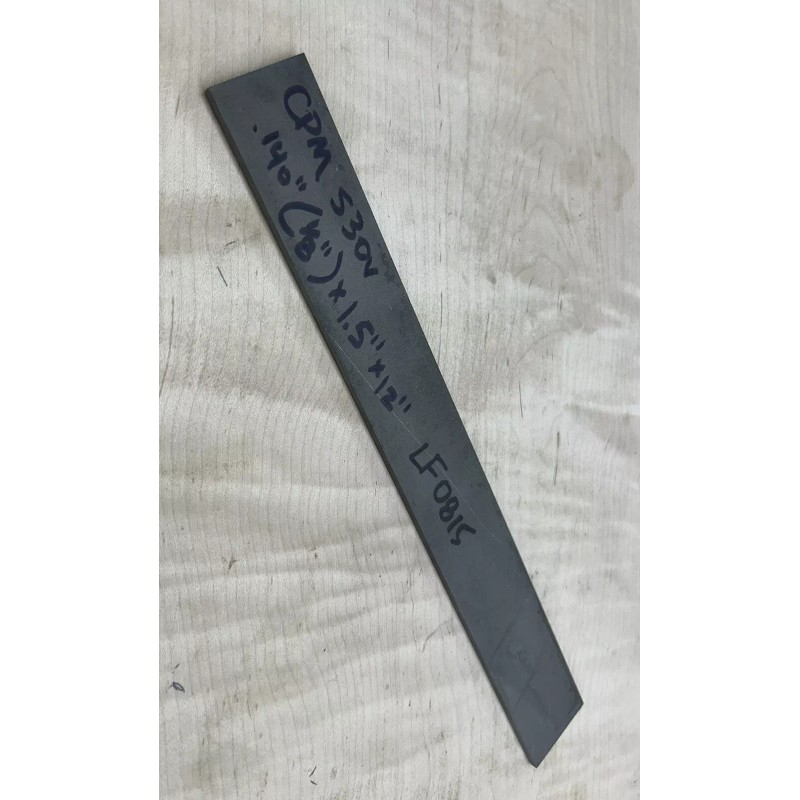 CPM S30V
.140" (1/8") x 1.5" x 12" LF0815